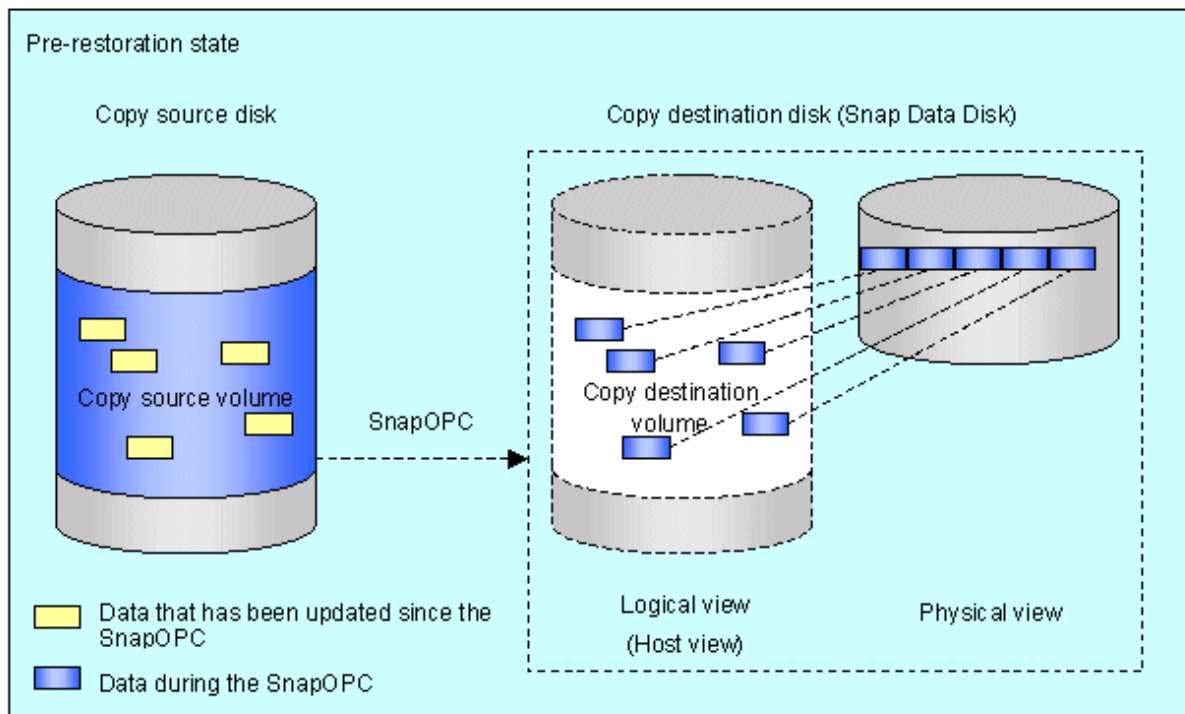 Pre-restoration state
Copy source disk
Copy destination disk (Snap Data Disk)
Copy source volume
SnapOPC
Copy destination
volume
Logical view
(Host view)
Physical view
Data that has been updated since the
SnapOPC
Data during the SnapOPC